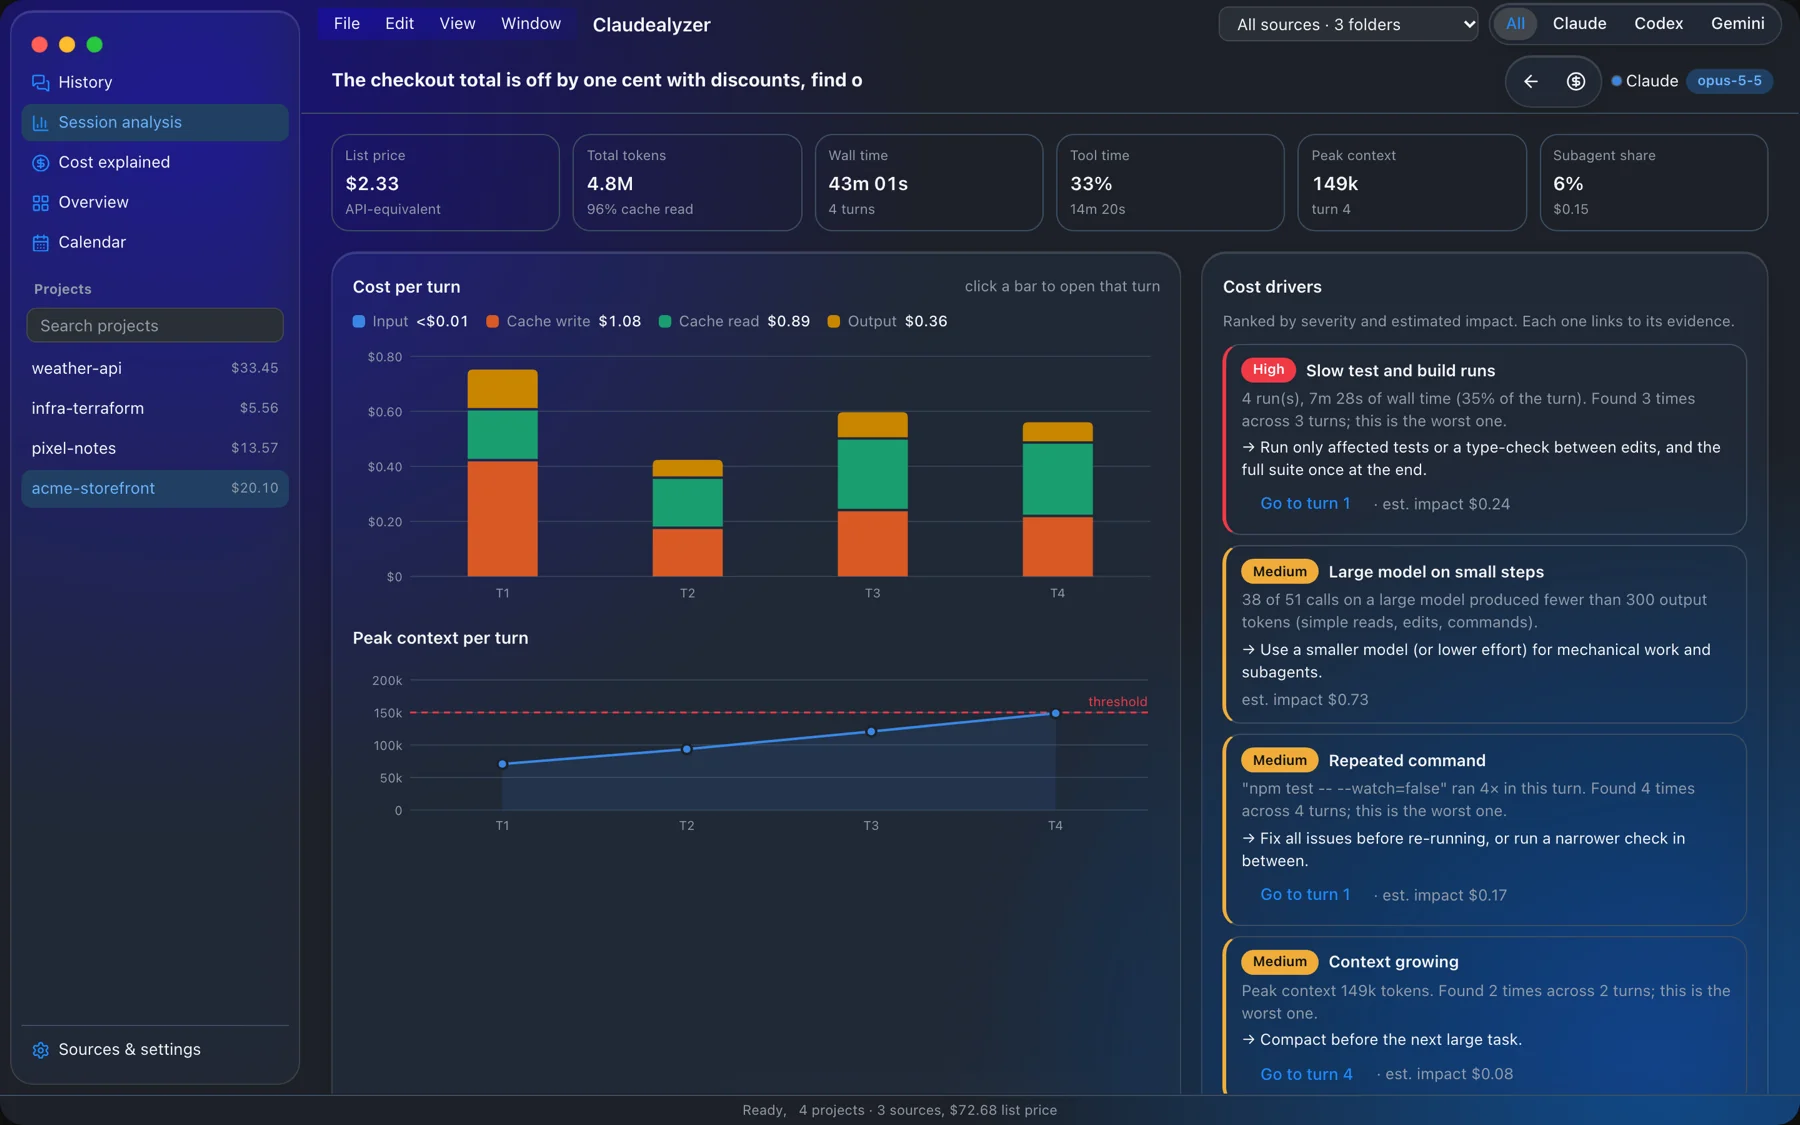 File Edit View Window Claudealyzer
All sources · 3 folders
All Claude Codex Gemini
History
Session analysis
Cost explained
Overview
Calendar
Projects
Search projects
weather-api $33.45
infra-terraform $5.56
pixel-notes $13.57
acme-storefront $20.10
Sources & settings
The checkout total is off by one cent with discounts, find o
Claude opus-5-5
List price
$2.33
API-equivalent
Total tokens
4.8M
96% cache read
Wall time
43m 01s
4 turns
Tool time
33%
14m 20s
Peak context
149k
turn 4
Subagent share
6%
$0.15
Cost per turn click a bar to open that turn
Input <$0.01 Cache write $1.08 Cache read $0.89 Output $0.36
$0.80
$0.60
$0.40
$0.20
$0
T1 T2 T3 T4
Peak context per turn
200k
threshold
150k
100k
50k
0
T1 T2 T3 T4
Cost drivers
Ranked by severity and estimated impact. Each one links to its evidence.
High Slow test and build runs
4 run(s), 7m 28s of wall time (35% of the turn). Found 3 times
across 3 turns; this is the worst one.
→ Run only affected tests or a type-check between edits, and the
full suite once at the end.
Go to turn 1 · est. impact $0.24
Medium Large model on small steps
38 of 51 calls on a large model produced fewer than 300 output
tokens (simple reads, edits, commands).
→ Use a smaller model (or lower effort) for mechanical work and
subagents.
est. impact $0.73
Medium Repeated command
"npm test -- --watch=false" ran 4× in this turn. Found 4 times
across 4 turns; this is the worst one.
→ Fix all issues before re-running, or run a narrower check in
between.
Go to turn 1 · est. impact $0.17
Medium Context growing
Peak context 149k tokens. Found 2 times across 2 turns; this is the
worst one.
→ Compact before the next large task.
Go to turn 4 · est. impact $0.08
Ready, 4 projects · 3 sources, $72.68 list price